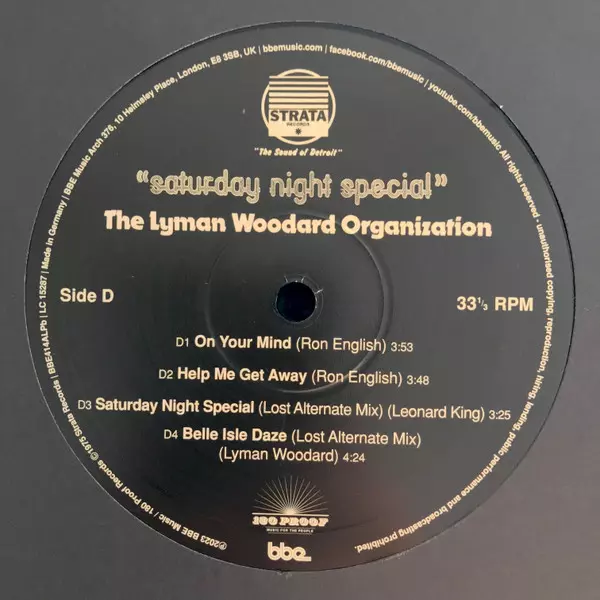 BBE Music Arch 376, 10 Helmsley Place, London, E8 3SB, UK | bbemusic.com | facebook.com/bbemusic | youtube.com/bbemusic All rights reserved - unauthorised copying, reproduction, hiring, lending, public performance and broadcasting prohibited.
STRATA
RECORDS
"The Sound of Detroit"
"saturday night special"
The Lyman Woodard Organization
Side D
33 1/3 RPM
D1 On Your Mind (Ron English) 3:53
D2 Help Me Get Away (Ron English) 3:48
D3 Saturday Night Special (Lost Alternate Mix) (Leonard King) 3:25
D4 Belle Isle Daze (Lost Alternate Mix)
(Lyman Woodard) 4:24
180 PROOF
MUSIC FOR THE PEOPLE
bbe
℗2023 BBE Music / 180 Proof Records ©1975 Strata Records | BBE414ALPb | LC 15287 | Made in Germany |